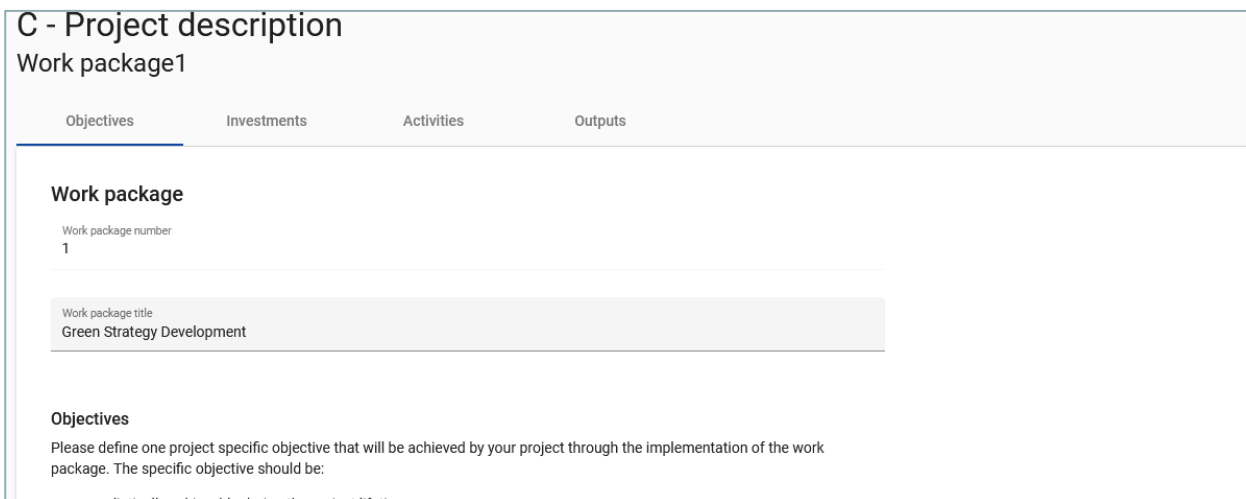 C - Project description
Work package1
Objectives Investments Activities Outputs
Work package
Work package number
1
Work package title
Green Strategy Development
Objectives
Please define one project specific objective that will be achieved by your project through the implementation of the work
package. The specific objective should be: